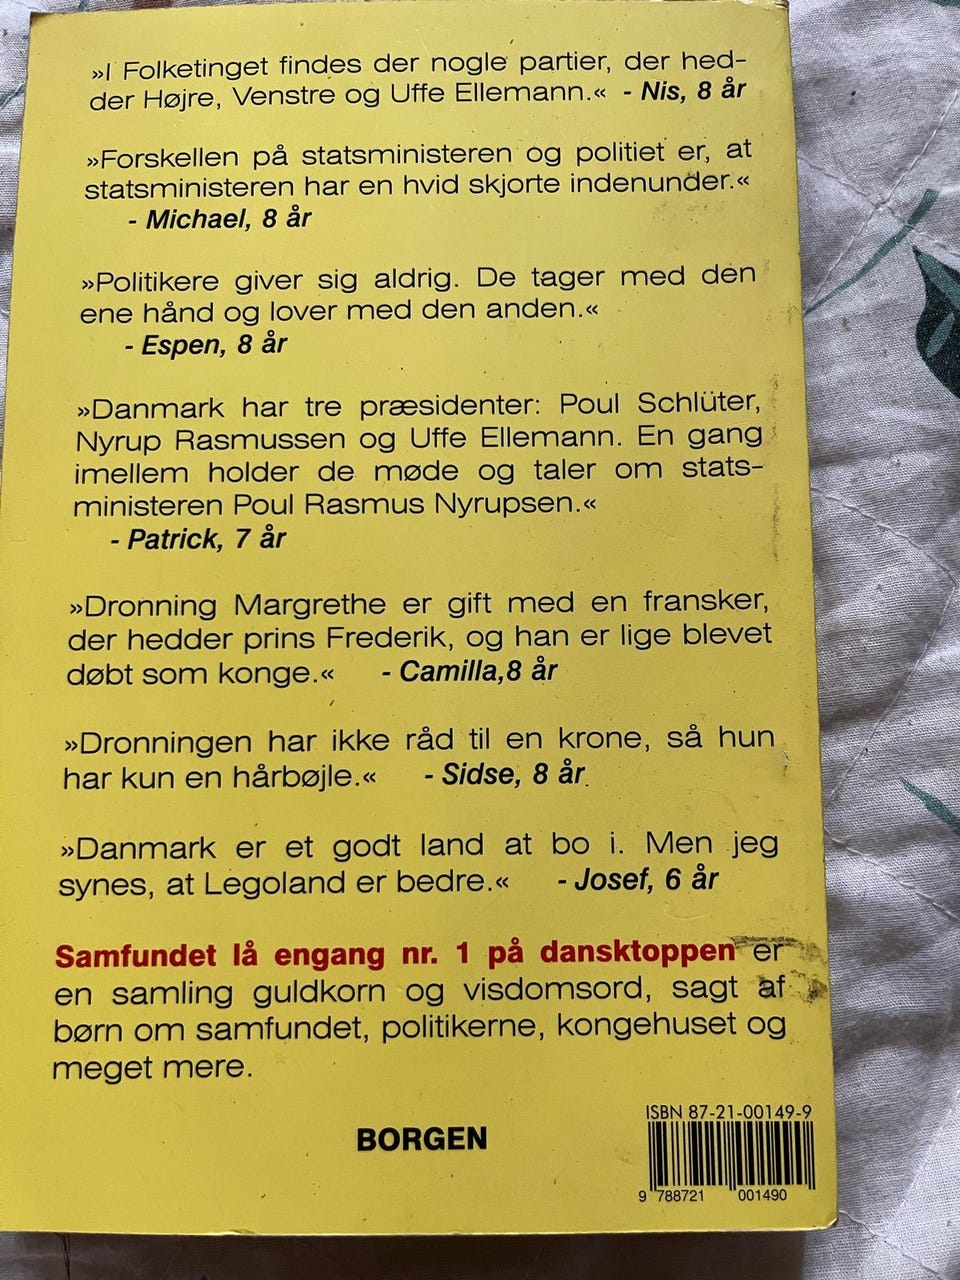 »I Folketinget findes der nogle partier, der hed-
der Højre, Venstre og Uffe Ellemann.« - Nis, 8 år
»Forskellen på statsministeren og politiet er, at
statsministeren har en hvid skjorte indenunder.«
- Michael, 8 år
»Politikere giver sig aldrig. De tager med den
ene hånd og lover med den anden.«
- Espen, 8 år
»Danmark har tre præsidenter: Poul Schlüter,
Nyrup Rasmussen og Uffe Ellemann. En gang
imellem holder de møde og taler om stats-
ministeren Poul Rasmus Nyrupsen.«
- Patrick, 7 år
»Dronning Margrethe er gift med en fransker,
der hedder prins Frederik, og han er lige blevet
døbt som konge.« - Camilla,8 år
»Dronningen har ikke råd til en krone, så hun
har kun en hårbøjle.« - Sidse, 8 år.
»Danmark er et godt land at bo i. Men jeg
synes, at Legoland er bedre.« - Josef, 6 år
Samfundet lå engang nr. 1 på dansktoppen er
en samling guldkorn og visdomsord, sagt af
børn om samfundet, politikerne, kongehuset og
meget mere.
BORGEN
ISBN 87-21-00149-9
9 788721 001490